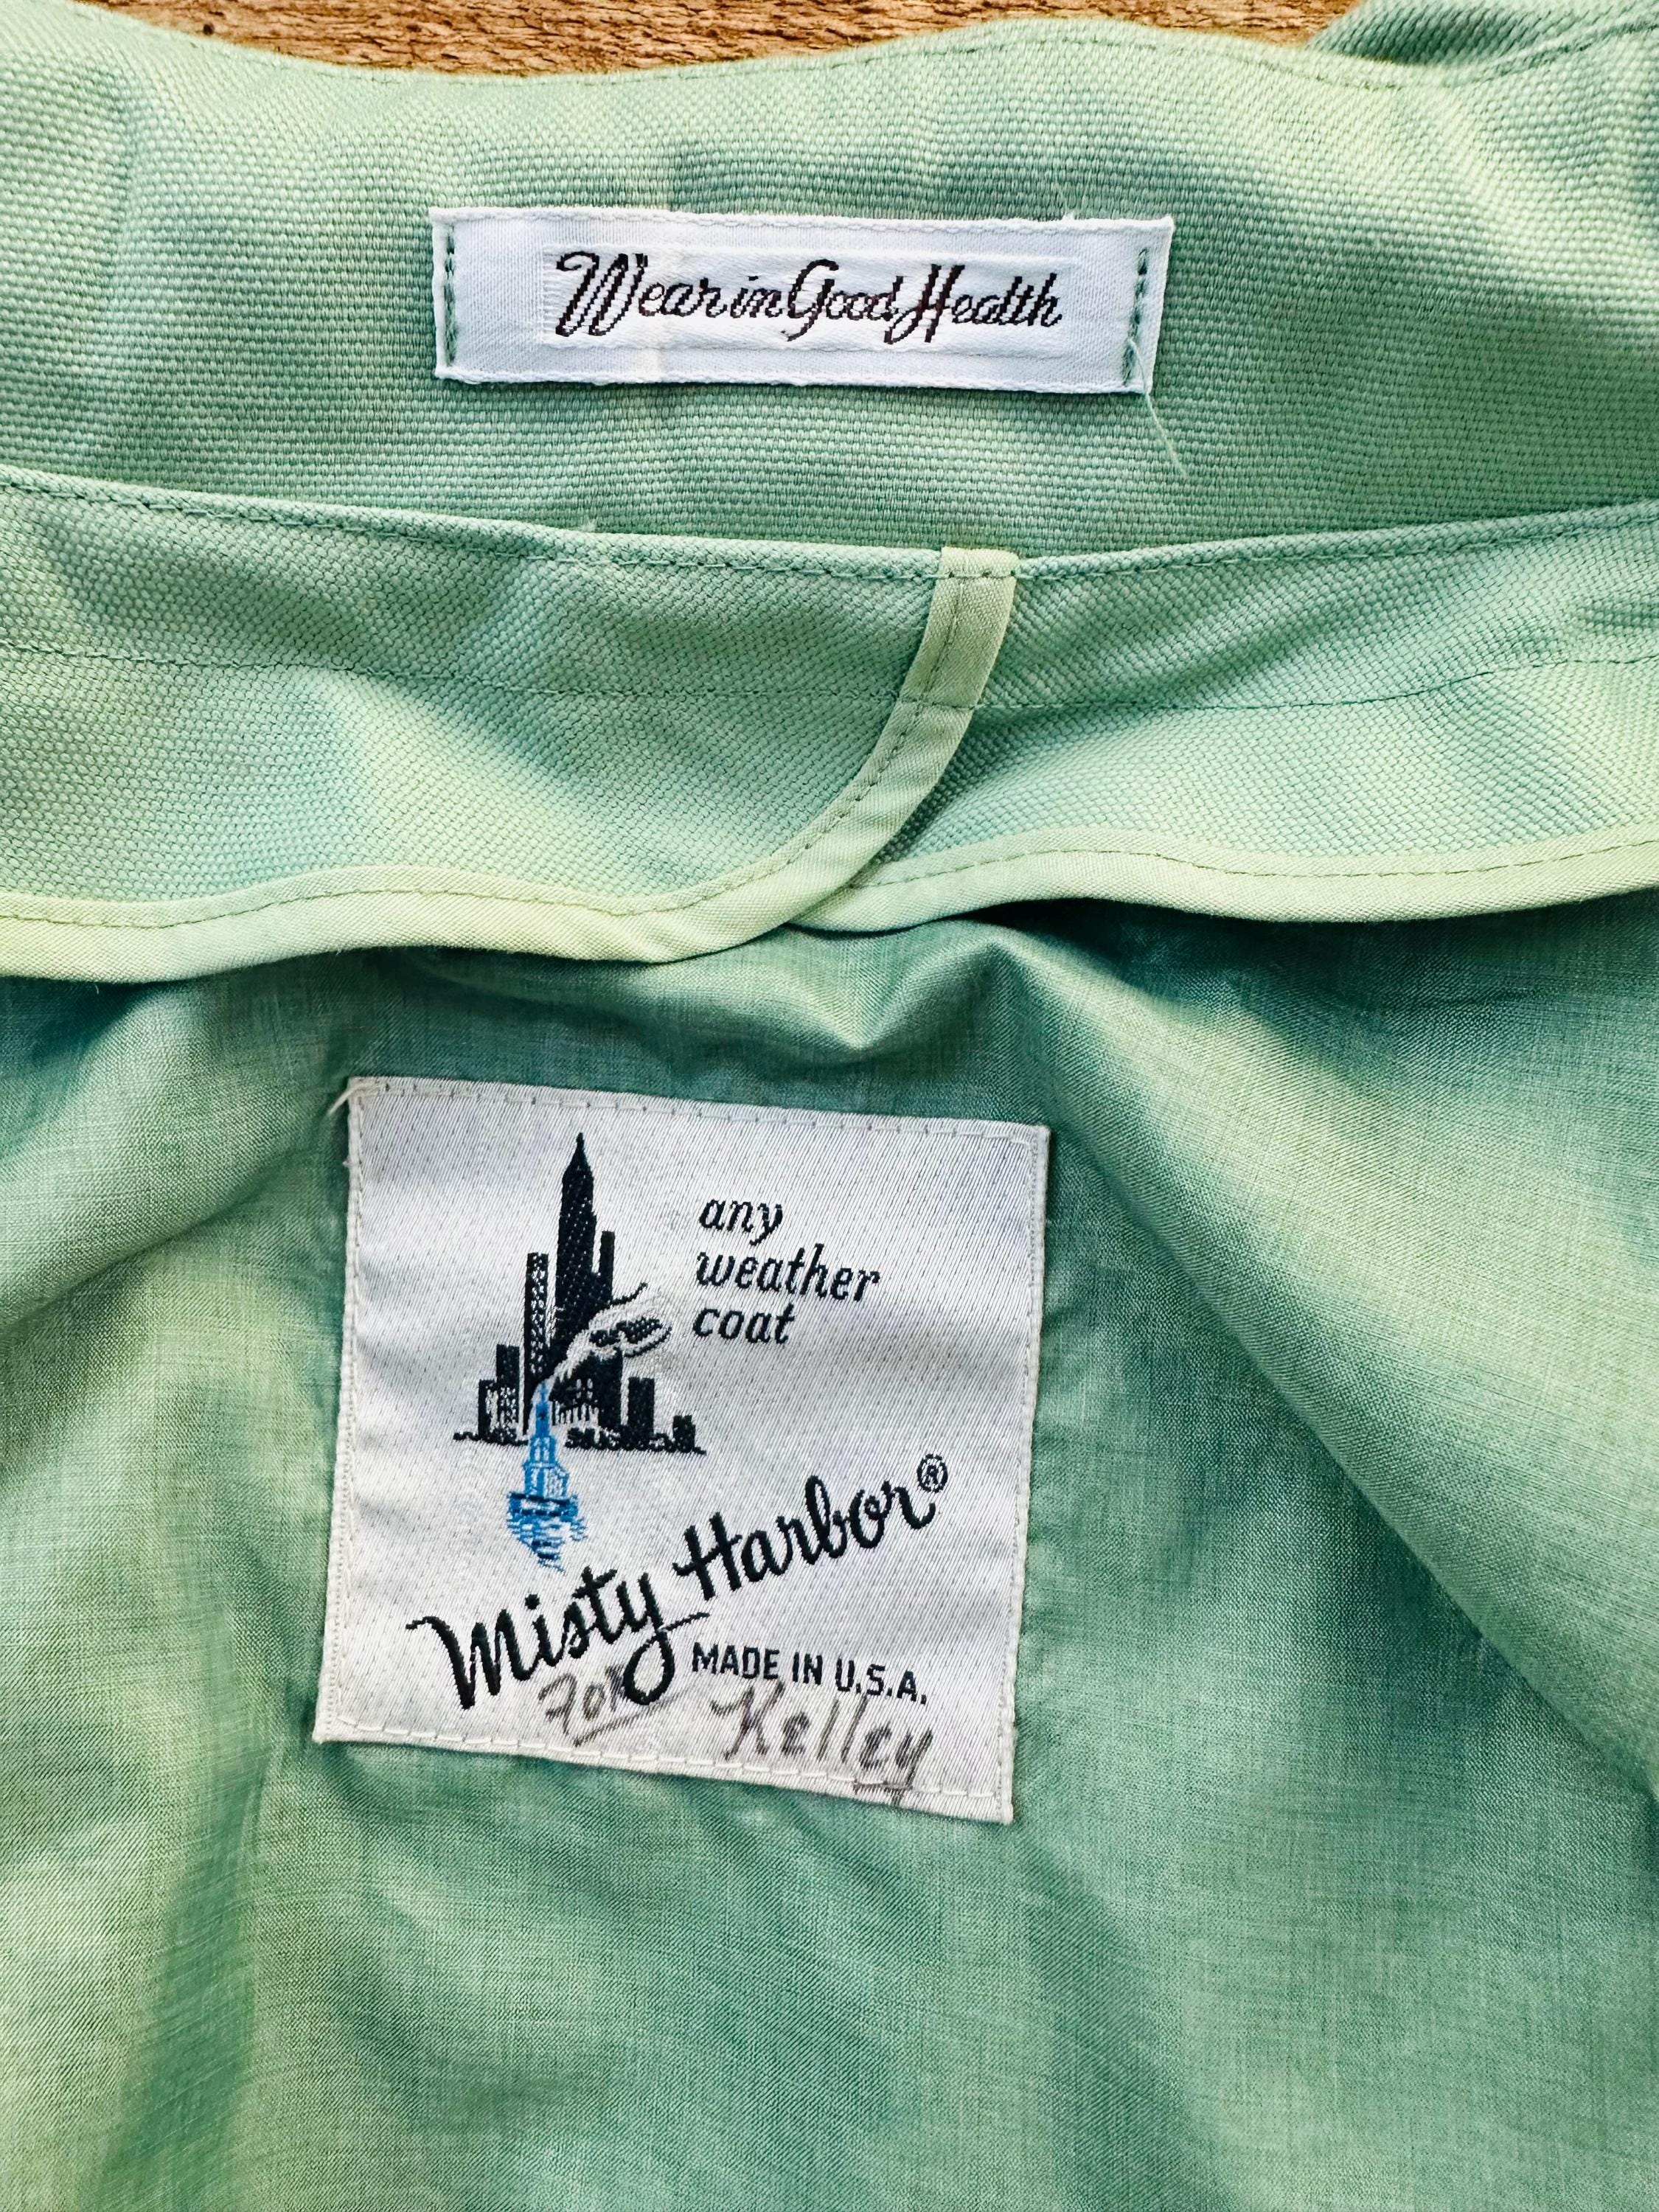 Wear in Good Health
any
weather
coat
Misty Harbor®
MADE IN U.S.A.
FOR Kelley